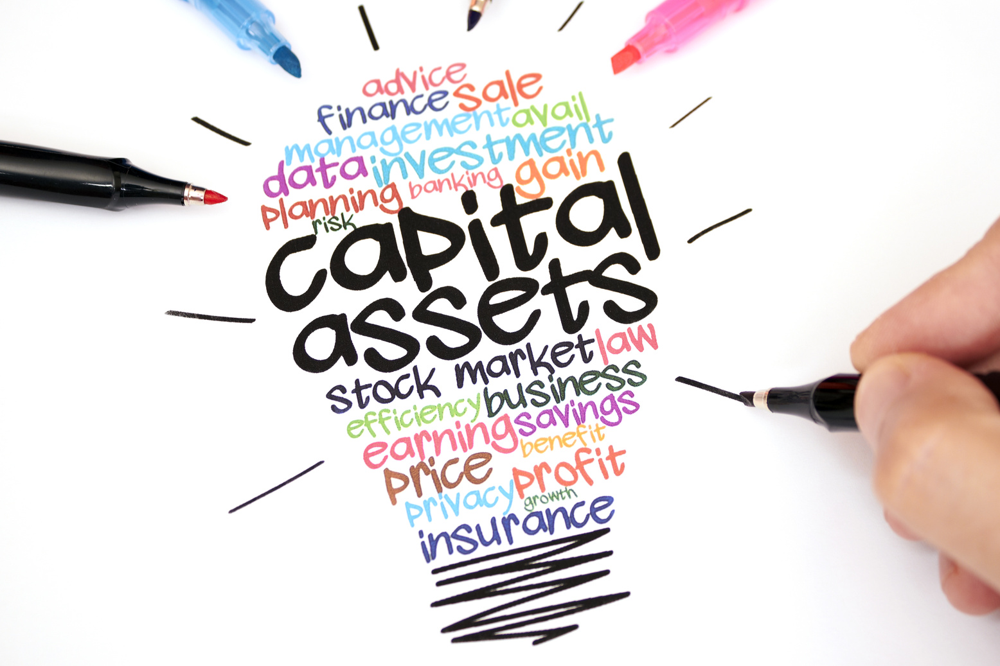 advice
finance sale
management avail
data investment
planning banking gain
risk
capital
assets
stock market law
efficiency business
earning savings
benefit
price profit
privacy growth
insurance